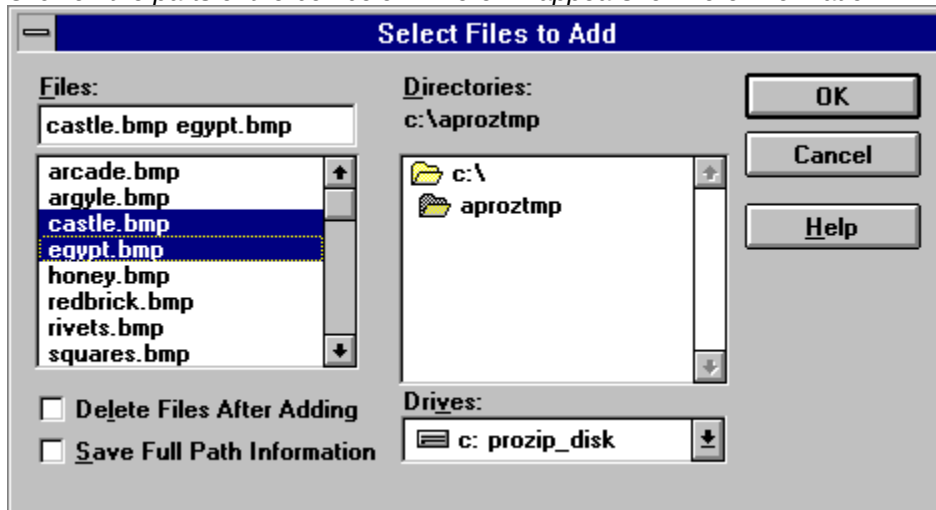 Select Files to Add
Files:
castle.bmp egypt.bmp
arcade.bmp
argyle.bmp
castle.bmp
egypt.bmp
honey.bmp
redbrick.bmp
rivets.bmp
squares.bmp
Delete Files After Adding
Save Full Path Information
Directories:
c:\aproztmp
c:\
aproztmp
Drives:
c: prozip_disk
OK
Cancel
Help